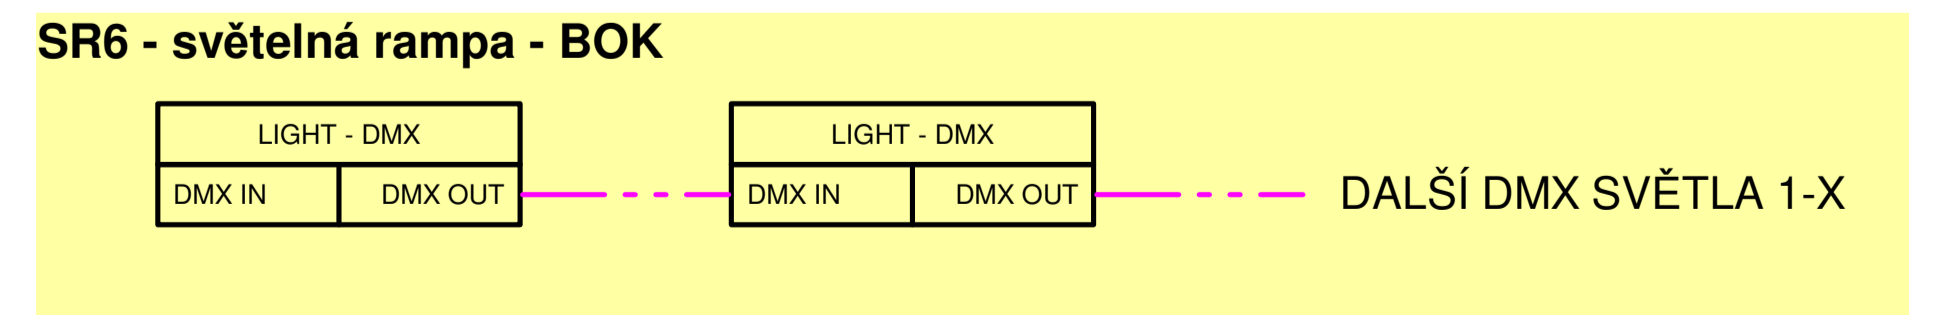 SR6 - světelná rampa - BOK
LIGHT - DMX
DMX IN
DMX OUT
LIGHT - DMX
DMX IN
DMX OUT
DALŠÍ DMX SVĚTLA 1-X